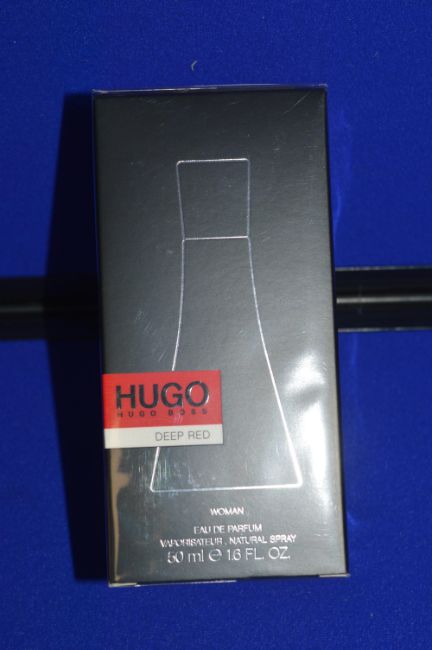 HUGO
HUGO BOSS
DEEP RED
WOMAN
EAU DE PARFUM
VAPORISATEUR . NATURAL SPRAY
50 ml ℮ 1.6 FL. OZ.